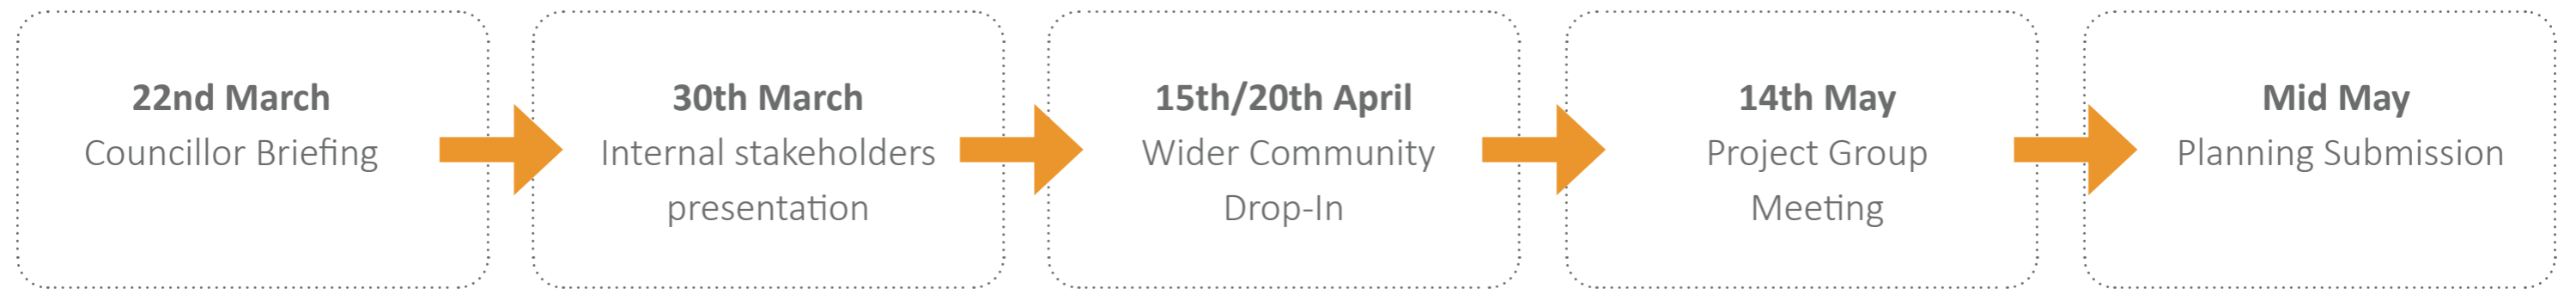 22nd March
Councillor Briefing
30th March
Internal stakeholders
presentation
15th/20th April
Wider Community
Drop-In
14th May
Project Group
Meeting
Mid May
Planning Submission